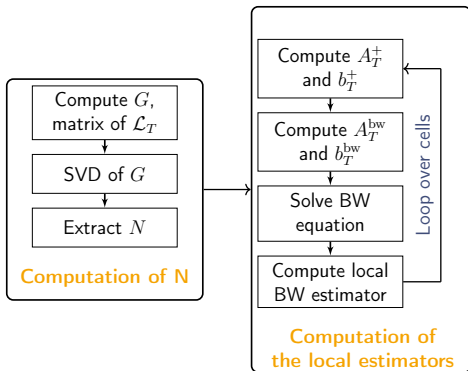 Compute G,
matrix of ℒ_T
SVD of G
Extract N
Computation of N
Compute A_T^+
and b_T^+
Compute A_T^bw
and b_T^bw
Solve BW
equation
Compute local
BW estimator
Loop over cells
Computation of
the local estimators